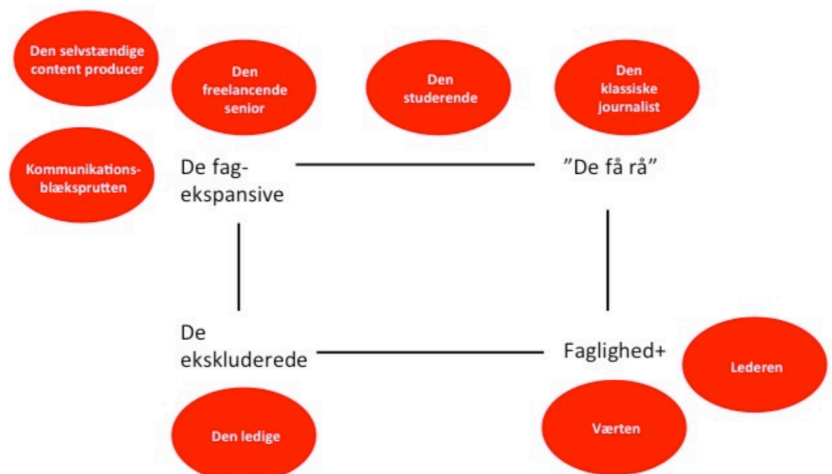 Den selvstændige
content producer
Den
freelancende
senior
Den
studerende
Den
klassiske
journalist
Kommunikations-
blæksprutten
De fag-
ekspansive
”De få rå”
De
ekskluderede
Faglighed+
Lederen
Den ledige
Værten